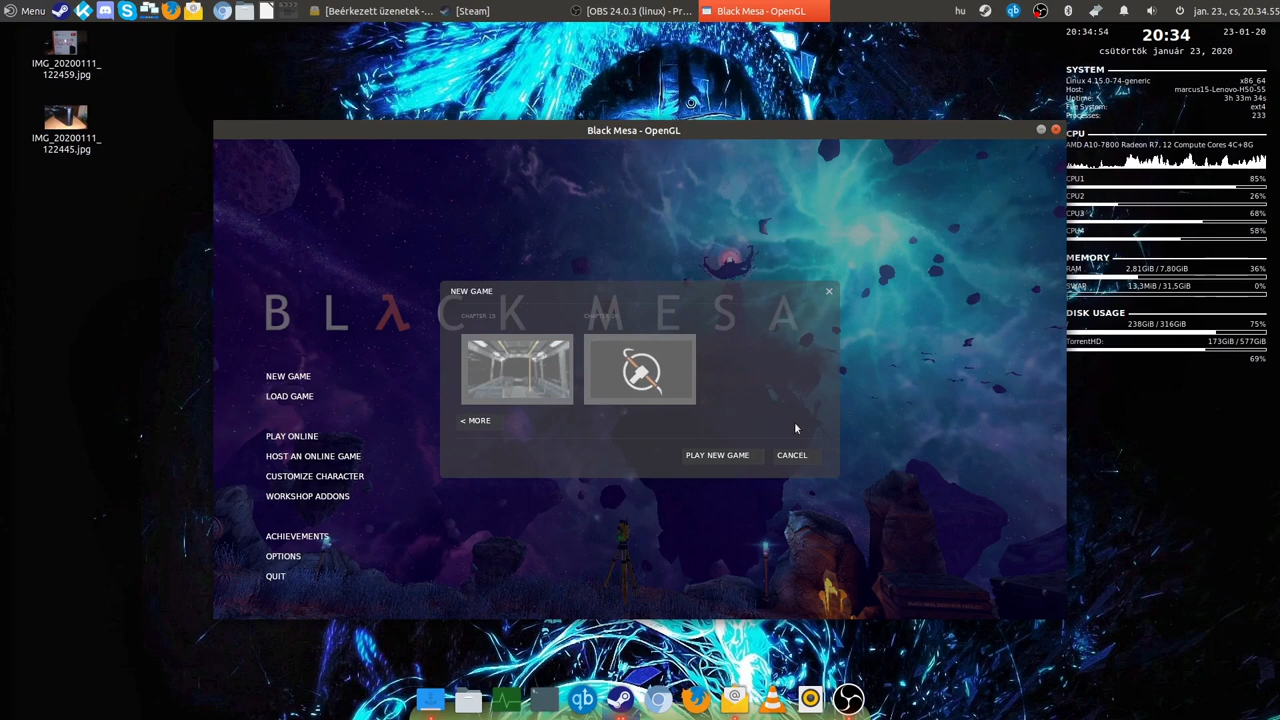 Menu
[Beérkezett üzenetek -...
[Steam]
[OBS 24.0.3 (linux) - Pr...
Black Mesa - OpenGL
hu
jan. 23., cs, 20.34.55
IMG_20200111_
122459.jpg
IMG_20200111_
122445.jpg
20:34:54
20:34
23-01-20
csütörtök január 23, 2020
SYSTEM
Linux 4.15.0-74-generic
x86_64
Host:
marcus15-Lenovo-H50-55
Uptime:
3h 33m 34s
File System:
ext4
Processes:
233
CPU
AMD A10-7800 Radeon R7, 12 Compute Cores 4C+8G
CPU1
85%
CPU2
26%
CPU3
68%
CPU4
58%
MEMORY
RAM
2,81GiB / 7,80GiB
36%
SWAP
13,3MiB / 31,5GiB
0%
DISK USAGE
/
238GiB / 316GiB
75%
TorrentHD:
173GiB / 577GiB
69%
Black Mesa - OpenGL
BLλCK MESA
NEW GAME
LOAD GAME
PLAY ONLINE
HOST AN ONLINE GAME
CUSTOMIZE CHARACTER
WORKSHOP ADDONS
ACHIEVEMENTS
OPTIONS
QUIT
NEW GAME
< MORE
PLAY NEW GAME
CANCEL
qb